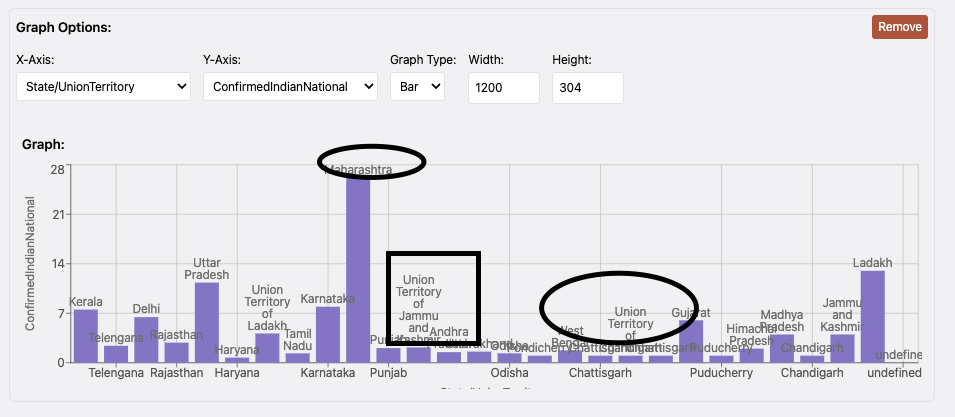 Graph Options:
Remove
X-Axis:
Y-Axis:
Graph Type:
Width:
Height:
State/UnionTerritory
ConfirmedIndianNational
Bar
1200
304
Graph:
ConfirmedIndianNational
28
21
14
7
0
Kerala
Telengana
Delhi
Rajasthan
Uttar
Pradesh
Haryana
Union
Territory
of
Ladakh
Tamil
Nadu
Karnataka
Maharashtra
Punjab
Union
Territory
of
Jammu
and
Kashmir
Andhra
West
Bengal
Union
Territory
of
Gujarat
Puducherry
Himachal
Pradesh
Madhya
Pradesh
Chandigarh
Jammu
and
Kashmir
Ladakh
undefine
Telengana
Rajasthan
Haryana
Karnataka
Punjab
Odisha
Chattisgarh
Puducherry
Chandigarh
undefined